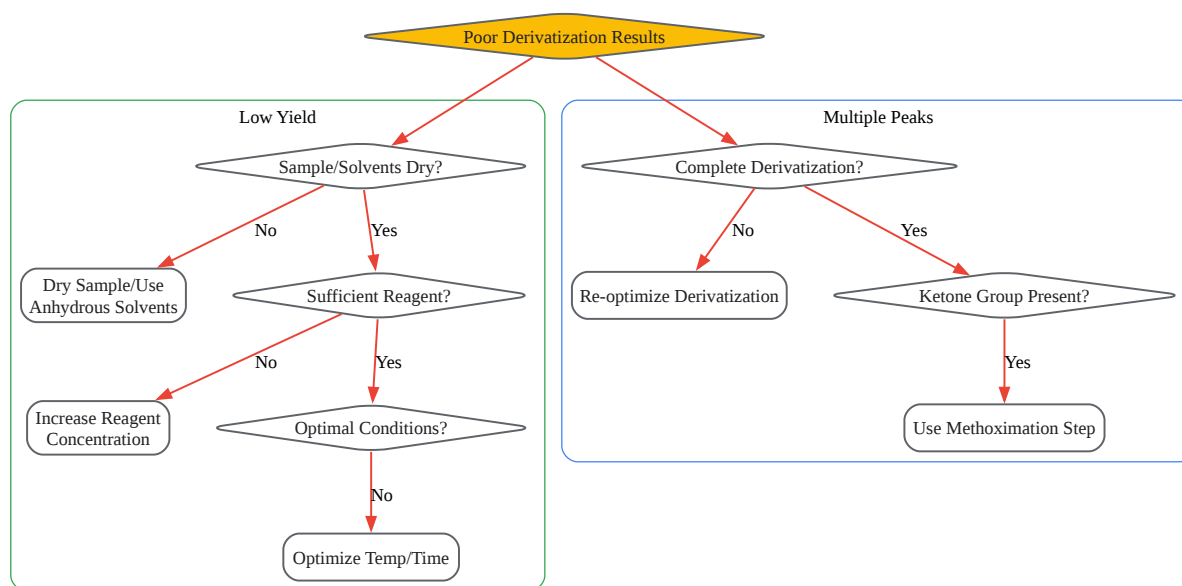 Poor Derivatization Results
Low Yield
Multiple Peaks
Sample/Solvents Dry?
Complete Derivatization?
No
Yes
No
Yes
Dry Sample/Use
Anhydrous Solvents
Sufficient Reagent?
Re-optimize Derivatization
Ketone Group Present?
No
Yes
Yes
Increase Reagent
Concentration
Optimal Conditions?
Use Methoximation Step
No
Optimize Temp/Time